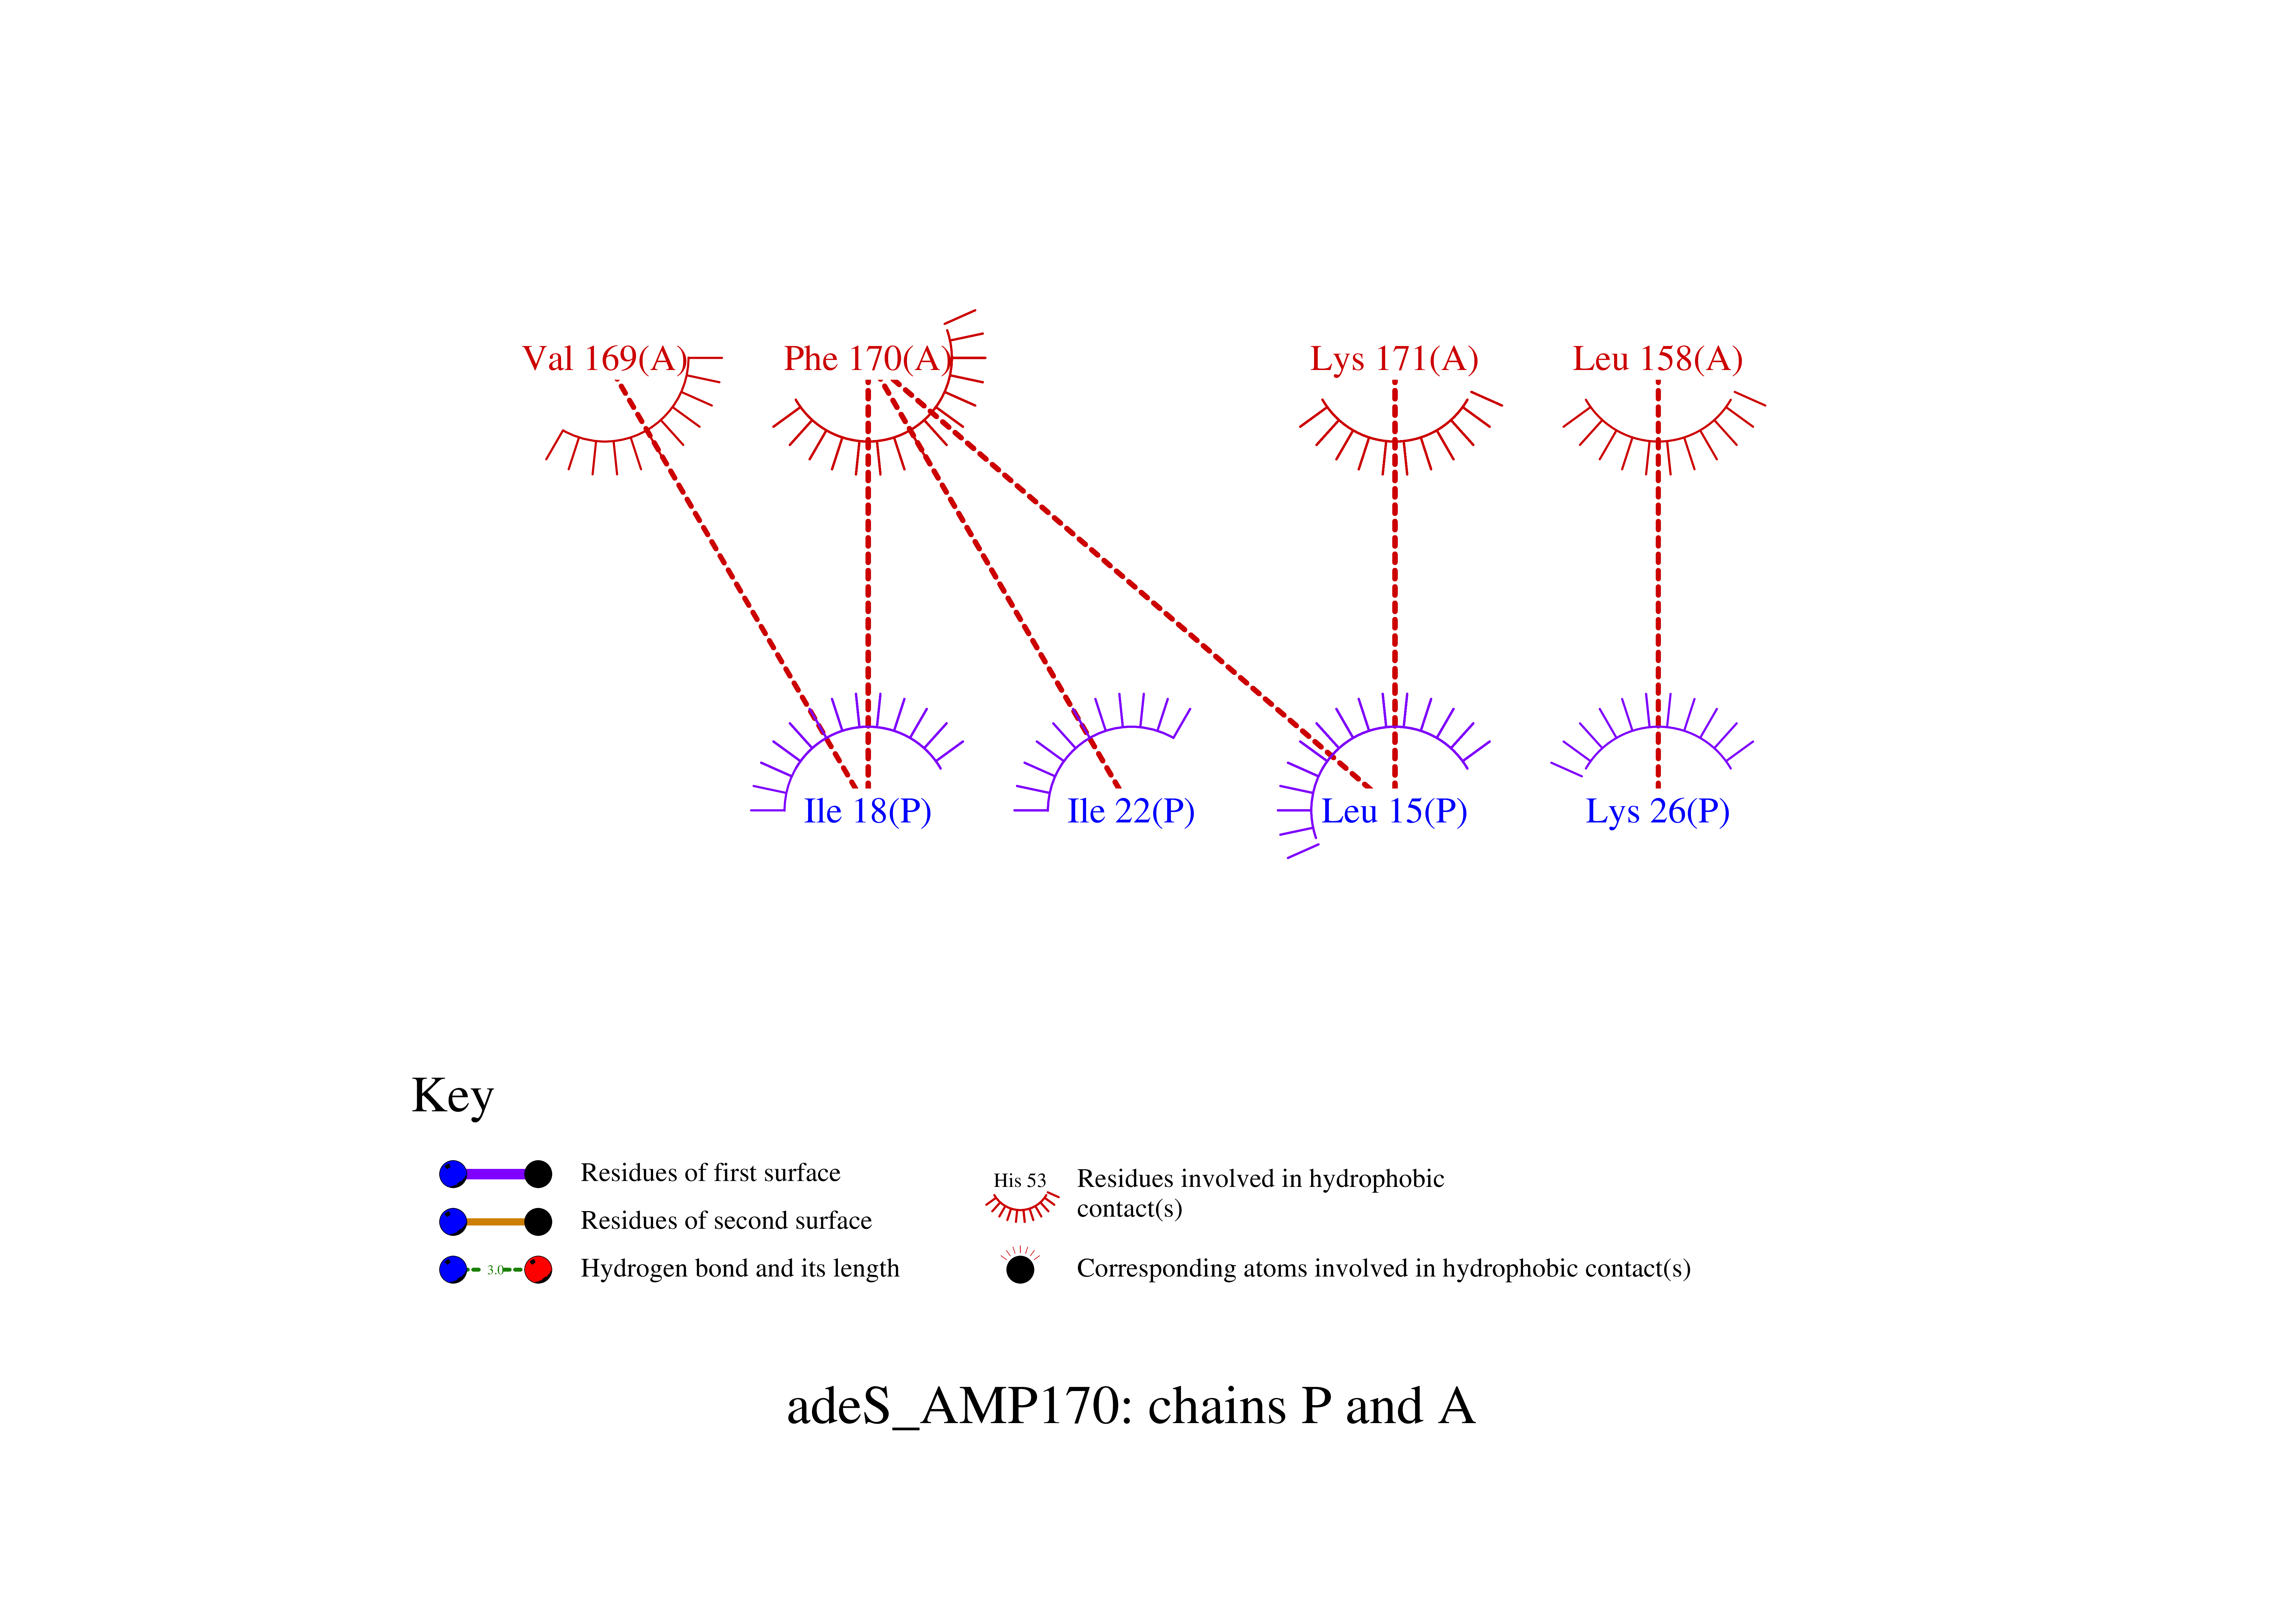 Val 169(A) Phe 170(A) Lys 171(A) Leu 158(A)
Ile 18(P) Ile 22(P) Leu 15(P) Lys 26(P)
Key
Residues of first surface
Residues of second surface
3.0 Hydrogen bond and its length
His 53 Residues involved in hydrophobic
contact(s)
Corresponding atoms involved in hydrophobic contact(s)
adeS_AMP170: chains P and A